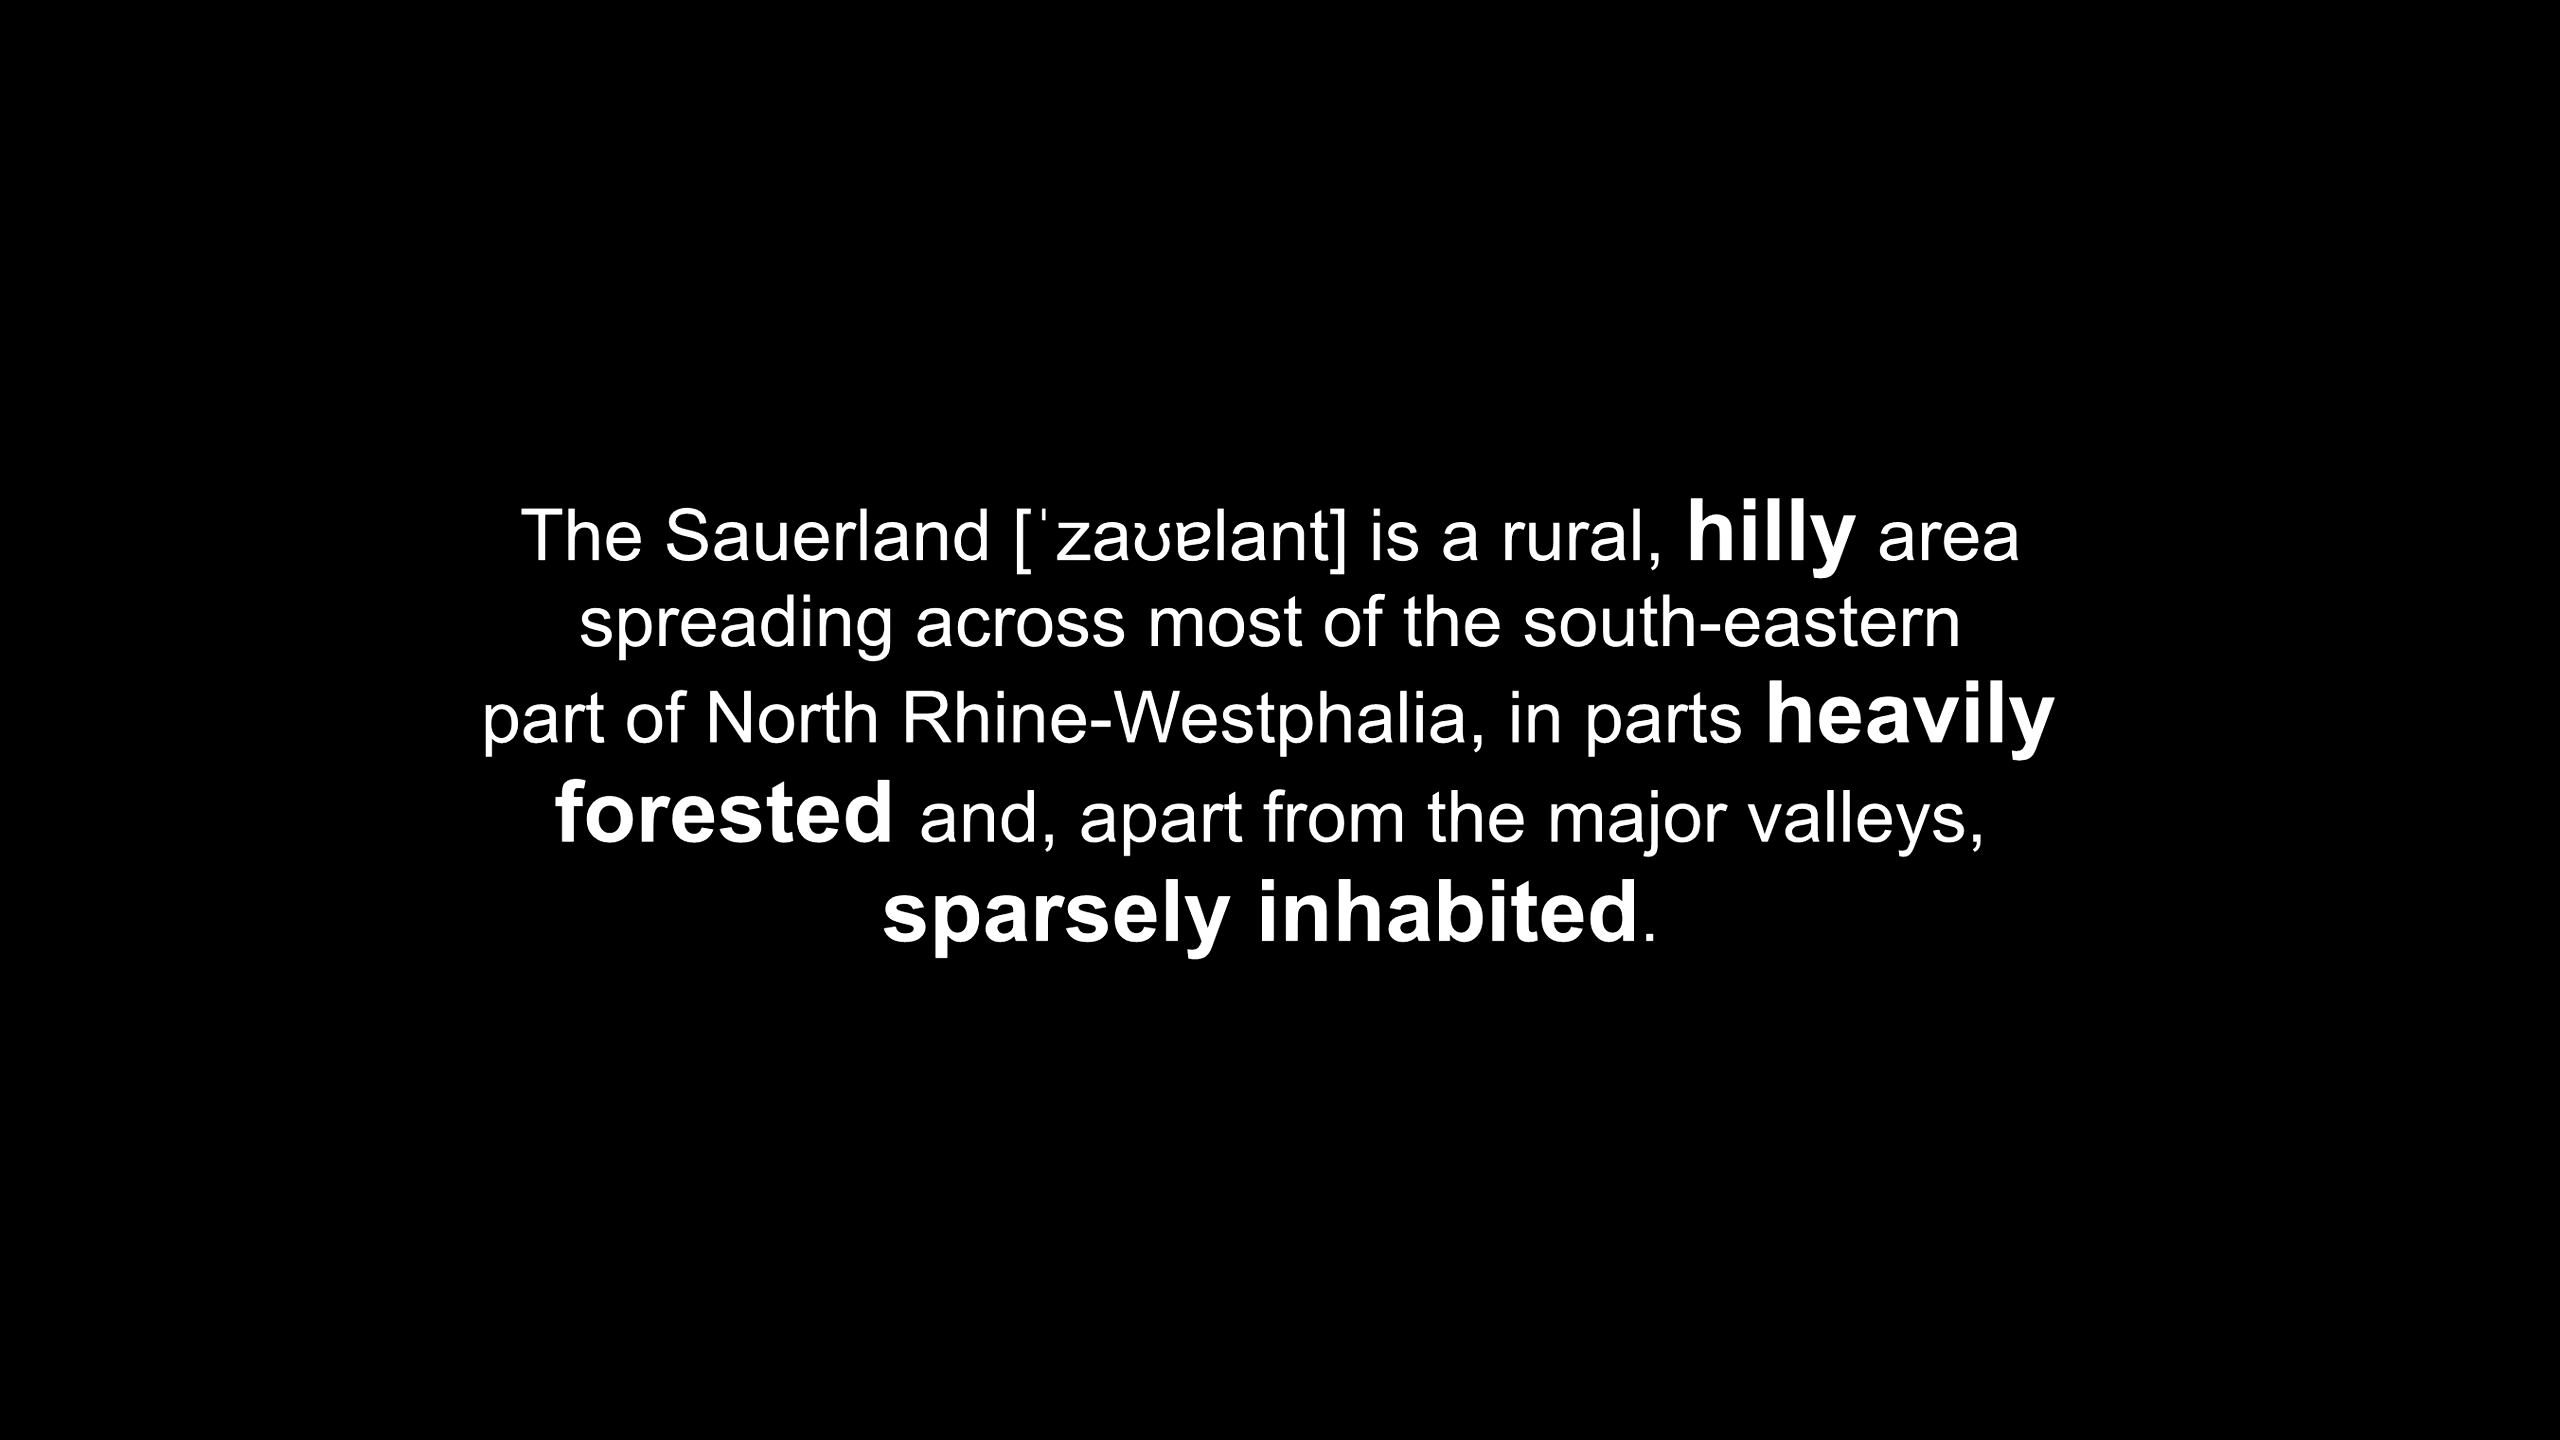 The Sauerland [ˈzaʊɐlant] is a rural, hilly area
spreading across most of the south-eastern
part of North Rhine-Westphalia, in parts heavily
forested and, apart from the major valleys,
sparsely inhabited.